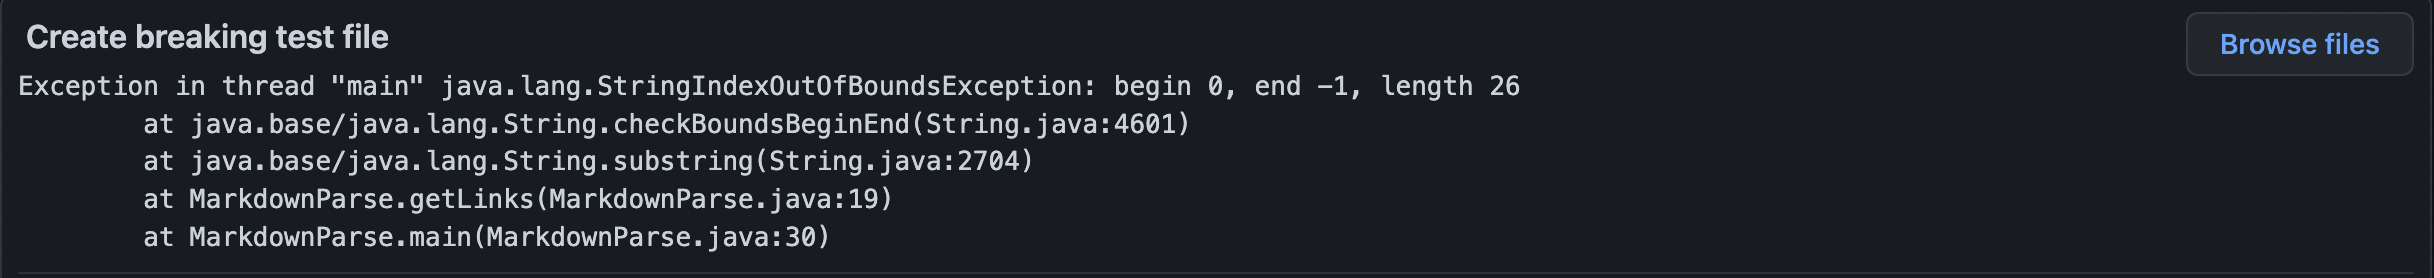 Create breaking test file
Browse files
Exception in thread "main" java.lang.StringIndexOutOfBoundsException: begin 0, end -1, length 26
at java.base/java.lang.String.checkBoundsBeginEnd(String.java:4601)
at java.base/java.lang.String.substring(String.java:2704)
at MarkdownParse.getLinks(MarkdownParse.java:19)
at MarkdownParse.main(MarkdownParse.java:30)